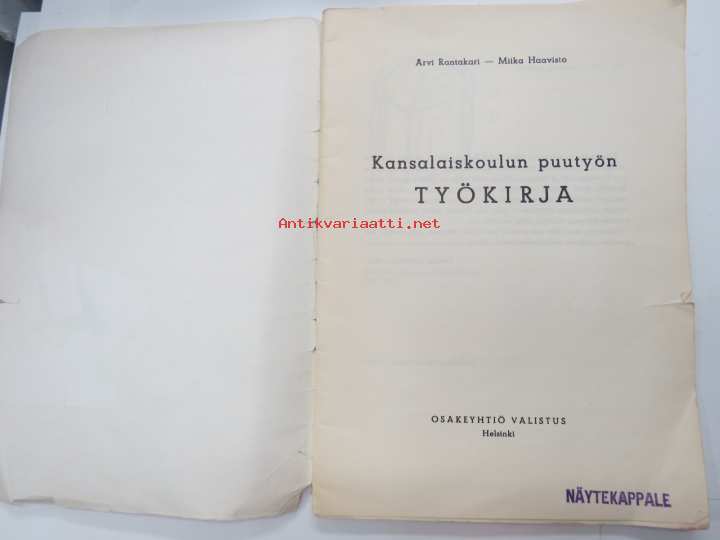 Arvi Rantakari — Miika Haavisto
Kansalaiskoulun puutyön
TYÖKIRJA
Antikvariaatti.net
OSAKEYHTIÖ VALISTUS
Helsinki
NÄYTEKAPPALE